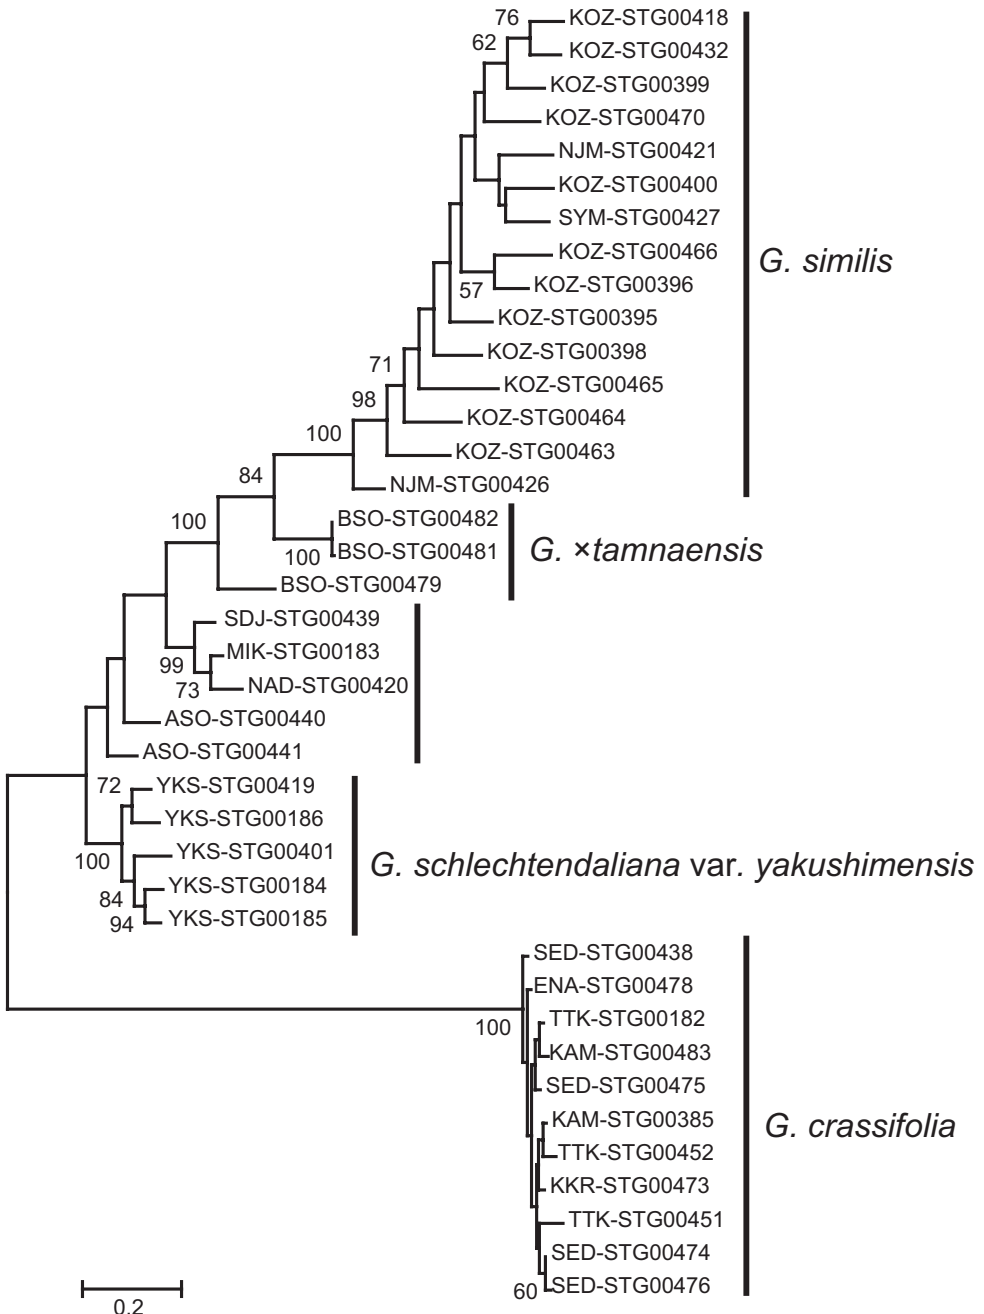 76
KOZ-STG00418
62
KOZ-STG00432
KOZ-STG00399
KOZ-STG00470
NJM-STG00421
KOZ-STG00400
SYM-STG00427
KOZ-STG00466
G. similis
57
KOZ-STG00396
KOZ-STG00395
KOZ-STG00398
71
KOZ-STG00465
98
KOZ-STG00464
100
KOZ-STG00463
84
NJM-STG00426
100
BSO-STG00482
100
BSO-STG00481
G. ×tamnaensis
BSO-STG00479
SDJ-STG00439
99
MIK-STG00183
73
NAD-STG00420
ASO-STG00440
ASO-STG00441
72
YKS-STG00419
YKS-STG00186
100
YKS-STG00401
G. schlechtendaliana var. yakushimensis
84
YKS-STG00184
94
YKS-STG00185
SED-STG00438
ENA-STG00478
100
TTK-STG00182
KAM-STG00483
SED-STG00475
KAM-STG00385
G. crassifolia
TTK-STG00452
KKR-STG00473
TTK-STG00451
SED-STG00474
60
SED-STG00476
0.2